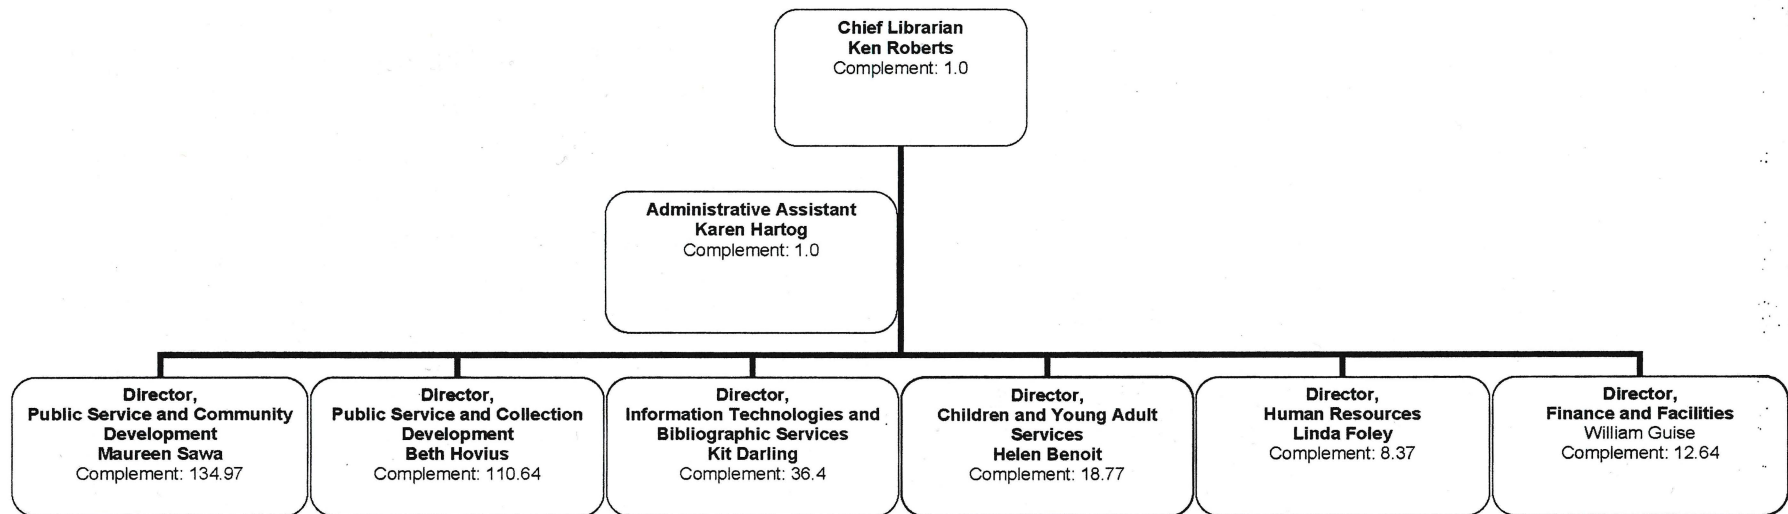 Chief Librarian
Ken Roberts
Complement: 1.0
Administrative Assistant
Karen Hartog
Complement: 1.0
Director,
Public Service and Community
Development
Maureen Sawa
Complement: 134.97
Director,
Public Service and Collection
Development
Beth Hovius
Complement: 110.64
Director,
Information Technologies and
Bibliographic Services
Kit Darling
Complement: 36.4
Director,
Children and Young Adult
Services
Helen Benoit
Complement: 18.77
Director,
Human Resources
Linda Foley
Complement: 8.37
Director,
Finance and Facilities
William Guise
Complement: 12.64